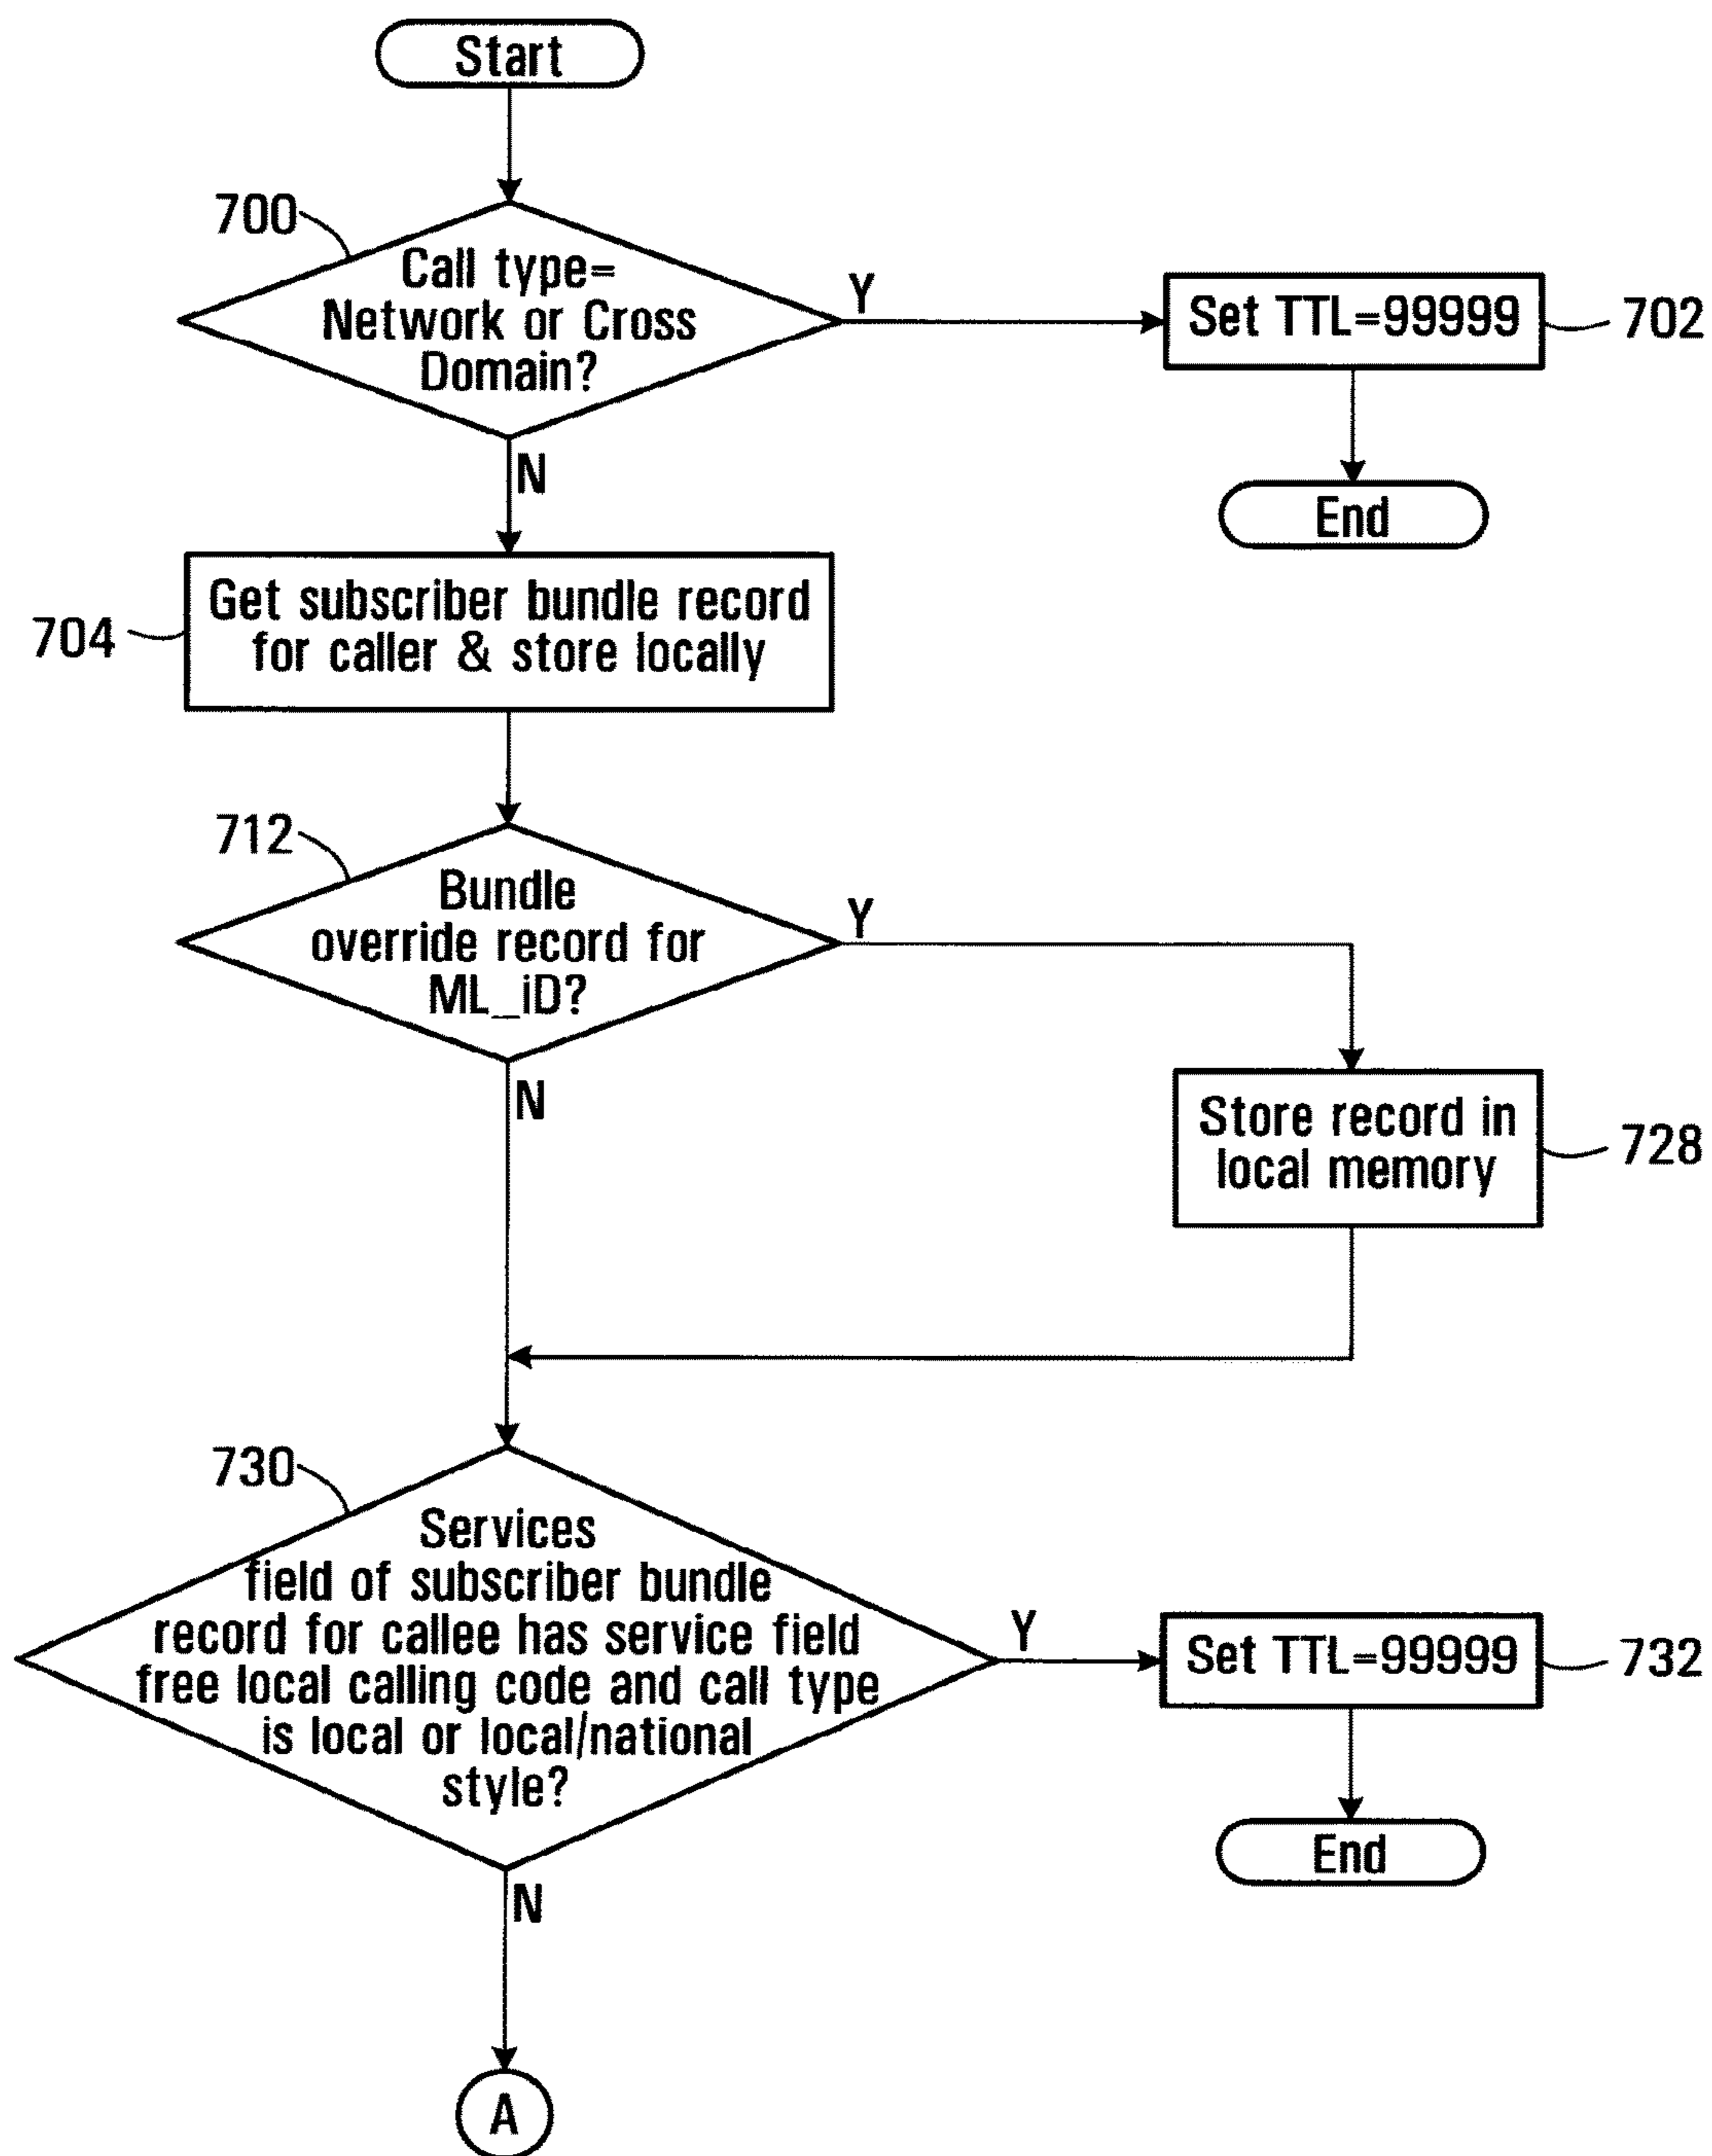 Start
700
Call type=
Network or Cross
Domain?
Y
Set TTL=99999
702
End
N
704
Get subscriber bundle record
for caller & store locally
712
Bundle
override record for
ML_iD?
Y
N
Store record in
local memory
728
730
Services
field of subscriber bundle
record for callee has service field
free local calling code and call type
is local or local/national
style?
Y
Set TTL=99999
732
End
N
A